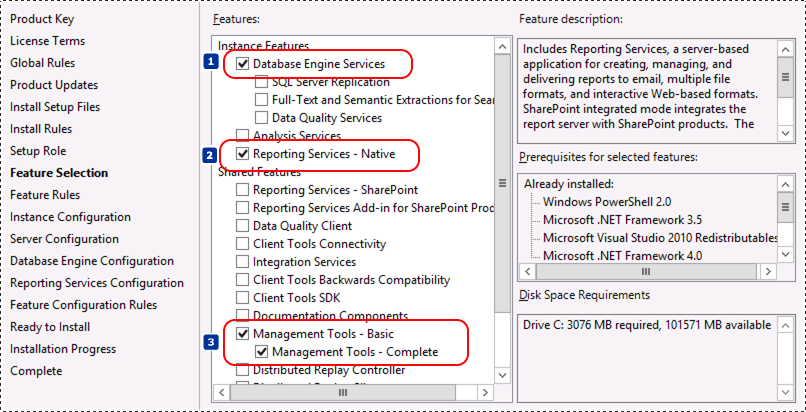 Product Key
License Terms
Global Rules
Product Updates
Install Setup Files
Install Rules
Setup Role
Feature Selection
Feature Rules
Instance Configuration
Server Configuration
Database Engine Configuration
Reporting Services Configuration
Feature Configuration Rules
Ready to Install
Installation Progress
Complete
Features:
Instance Features
1
Database Engine Services
SQL Server Replication
Full-Text and Semantic Extractions for Sear
Data Quality Services
Analysis Services
2
Reporting Services - Native
Shared Features
Reporting Services - SharePoint
Reporting Services Add-in for SharePoint Prod
Data Quality Client
Client Tools Connectivity
Integration Services
Client Tools Backwards Compatibility
Client Tools SDK
Documentation Components
3
Management Tools - Basic
Management Tools - Complete
Distributed Replay Controller
Feature description:
Includes Reporting Services, a server-based
application for creating, managing, and
delivering reports to email, multiple file
formats, and interactive Web-based formats.
SharePoint integrated mode integrates the
report server with SharePoint products.  The
Prerequisites for selected features:
Already installed:
Windows PowerShell 2.0
Microsoft .NET Framework 3.5
Microsoft Visual Studio 2010 Redistributables
Microsoft .NET Framework 4.0
Disk Space Requirements
Drive C: 3076 MB required, 101571 MB available